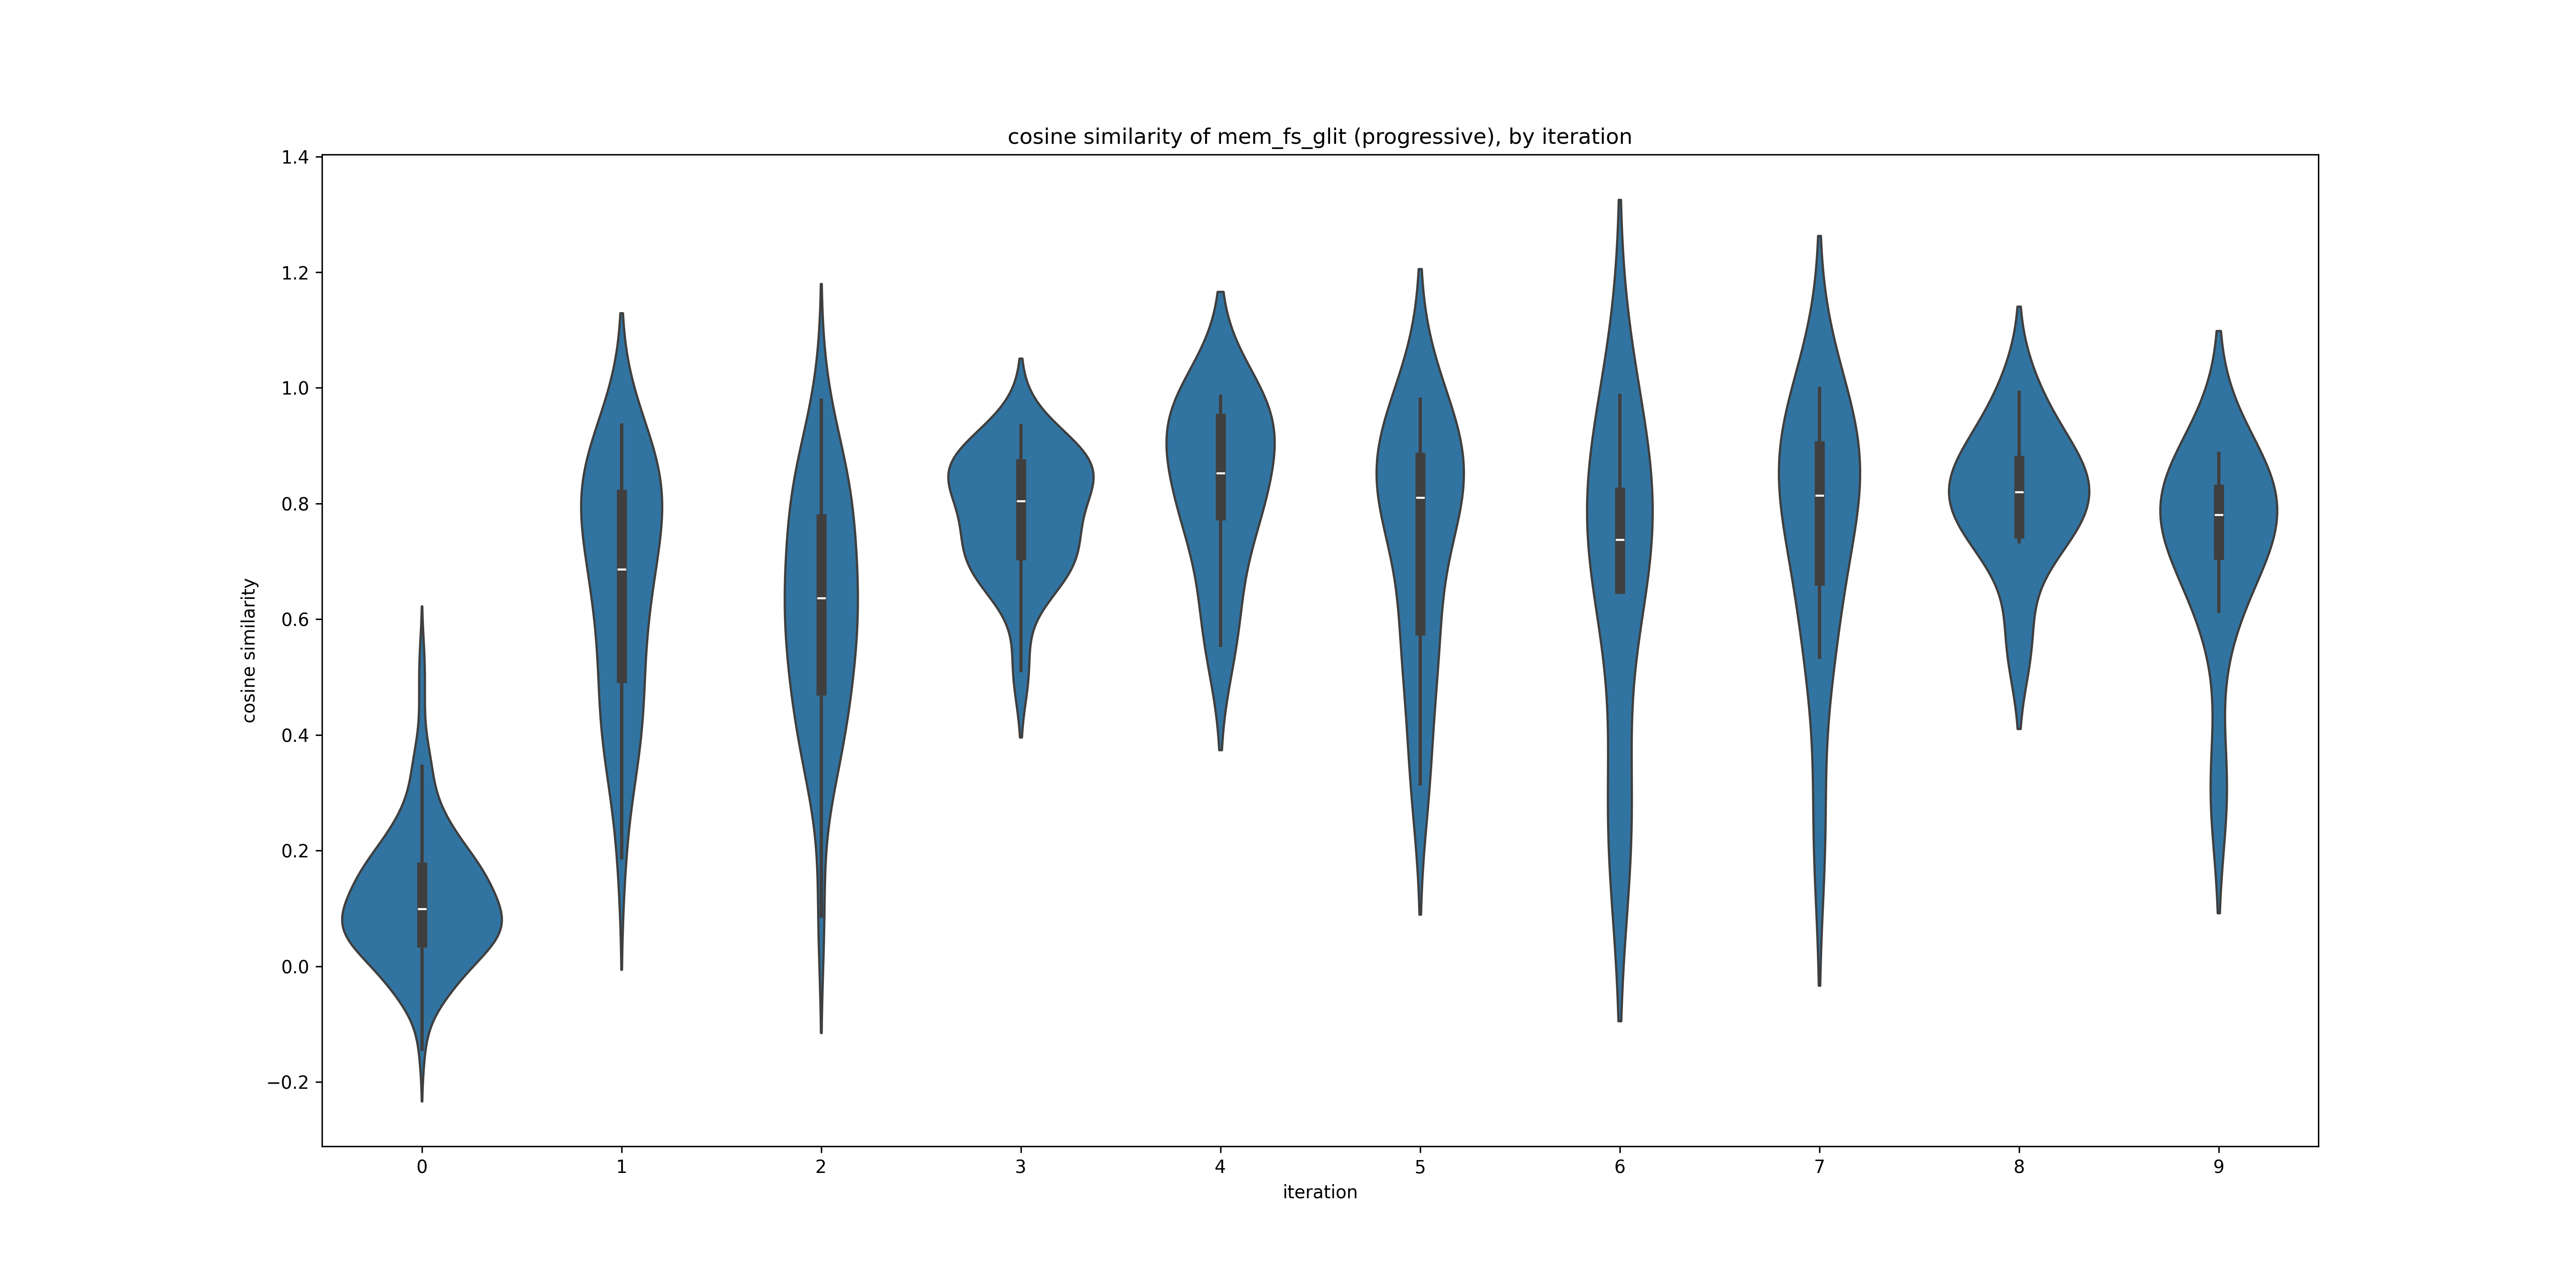 cosine similarity of mem_fs_glit (progressive), by iteration
1.4
1.2
1.0
0.8
0.6
0.4
0.2
0.0
−0.2
cosine similarity
0 1 2 3 4 5 6 7 8 9
iteration